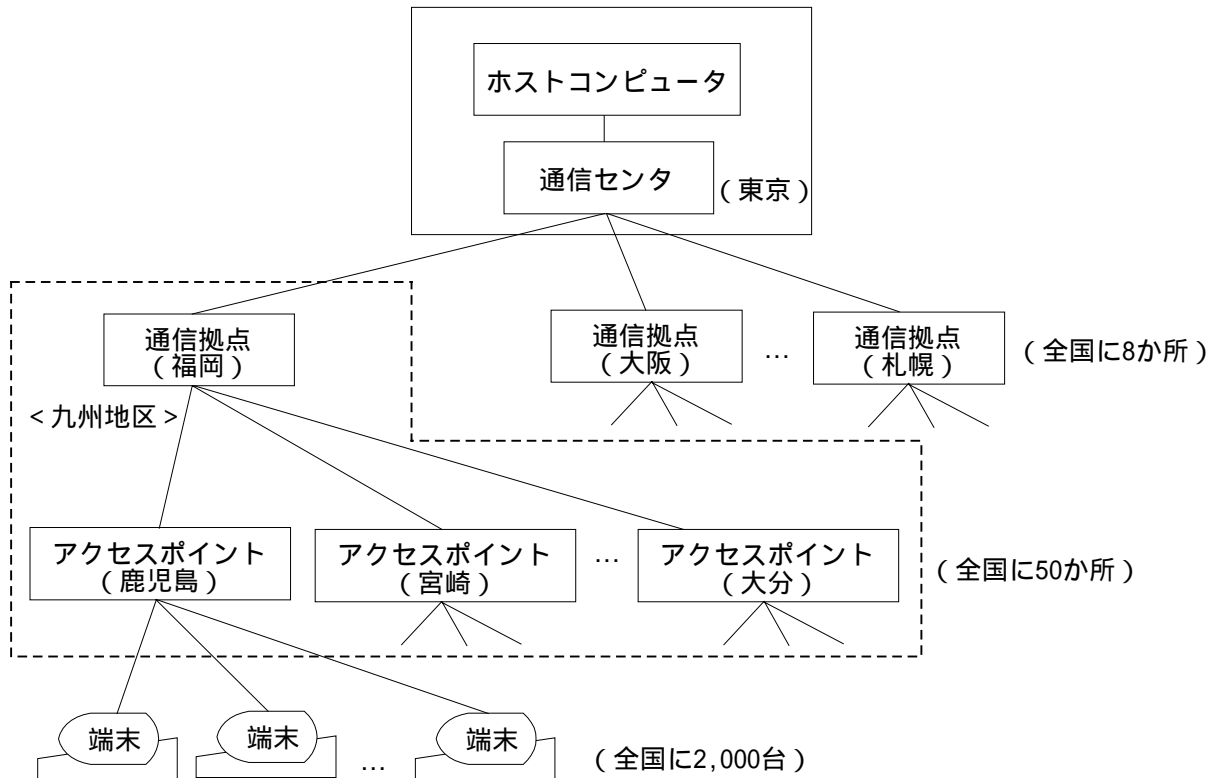 ホストコンピュータ
通信センタ
（東京）
通信拠点
（福岡）
通信拠点
（大阪）
…
通信拠点
（札幌）
（全国に8か所）
＜九州地区＞
アクセスポイント
（鹿児島）
アクセスポイント
（宮崎）
…
アクセスポイント
（大分）
（全国に50か所）
端末
端末
…
端末
（全国に2,000台）